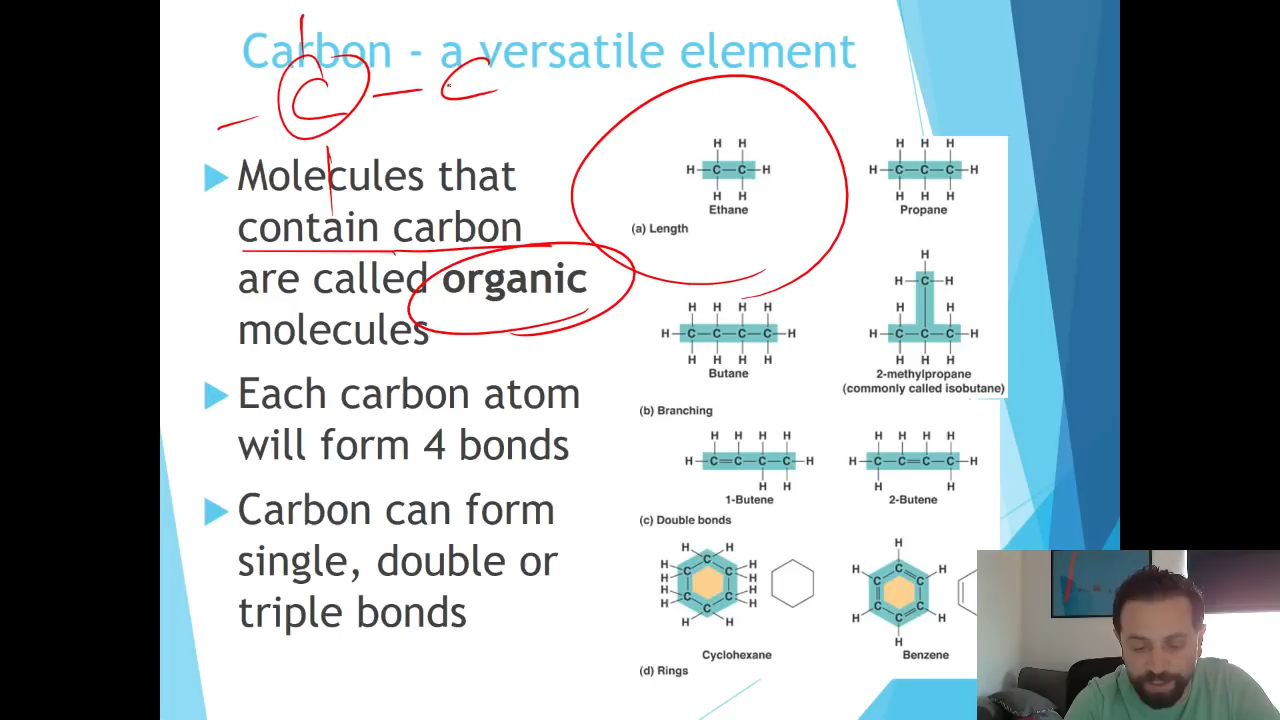 Carbon - a versatile element
C
C
Molecules that
contain carbon
are called organic
molecules
Each carbon atom
will form 4 bonds
Carbon can form
single, double or
triple bonds
H H
H C C H
H H
Ethane
(a) Length
H H H
H C C C H
H H H
Propane
H H H H
H C C C C H
H H H H
Butane
H
H C H
H H
H C C C H
H H H
2-methylpropane
(commonly called isobutane)
(b) Branching
H H H H
H C C C C H
H H
1-Butene
H H H H
H C C C C H
H H
2-Butene
(c) Double bonds
H H
H C H
H C C H
H C C H
H C H
H H
Cyclohexane
H
H C H
C C
C C
H C H
H
Benzene
(d) Rings